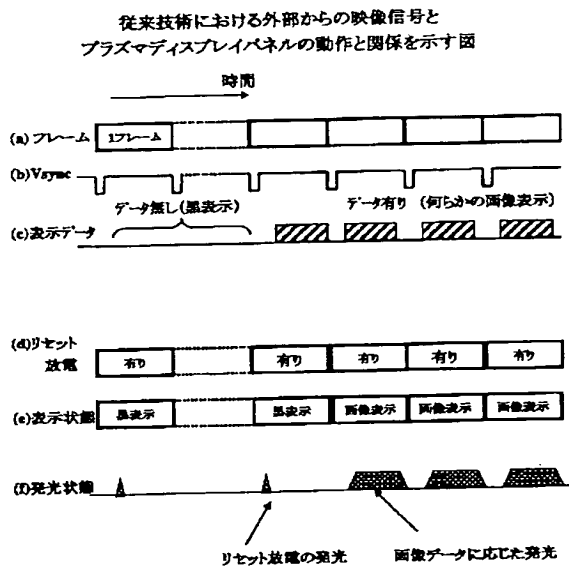 従来技術における外部からの映像信号と
プラズマディスプレイパネルの動作と関係を示す図
時間
(a)フレーム 1フレーム
(b)Vsync
データ無し(黒表示) データ有り (何らかの画像表示)
(c)表示データ
(d)リセット
放電 有り 有り 有り 有り 有り
(e)表示状態 黒表示 黒表示 画像表示 画像表示 画像表示
(f)発光状態
リセット放電の発光 画像データに応じた発光